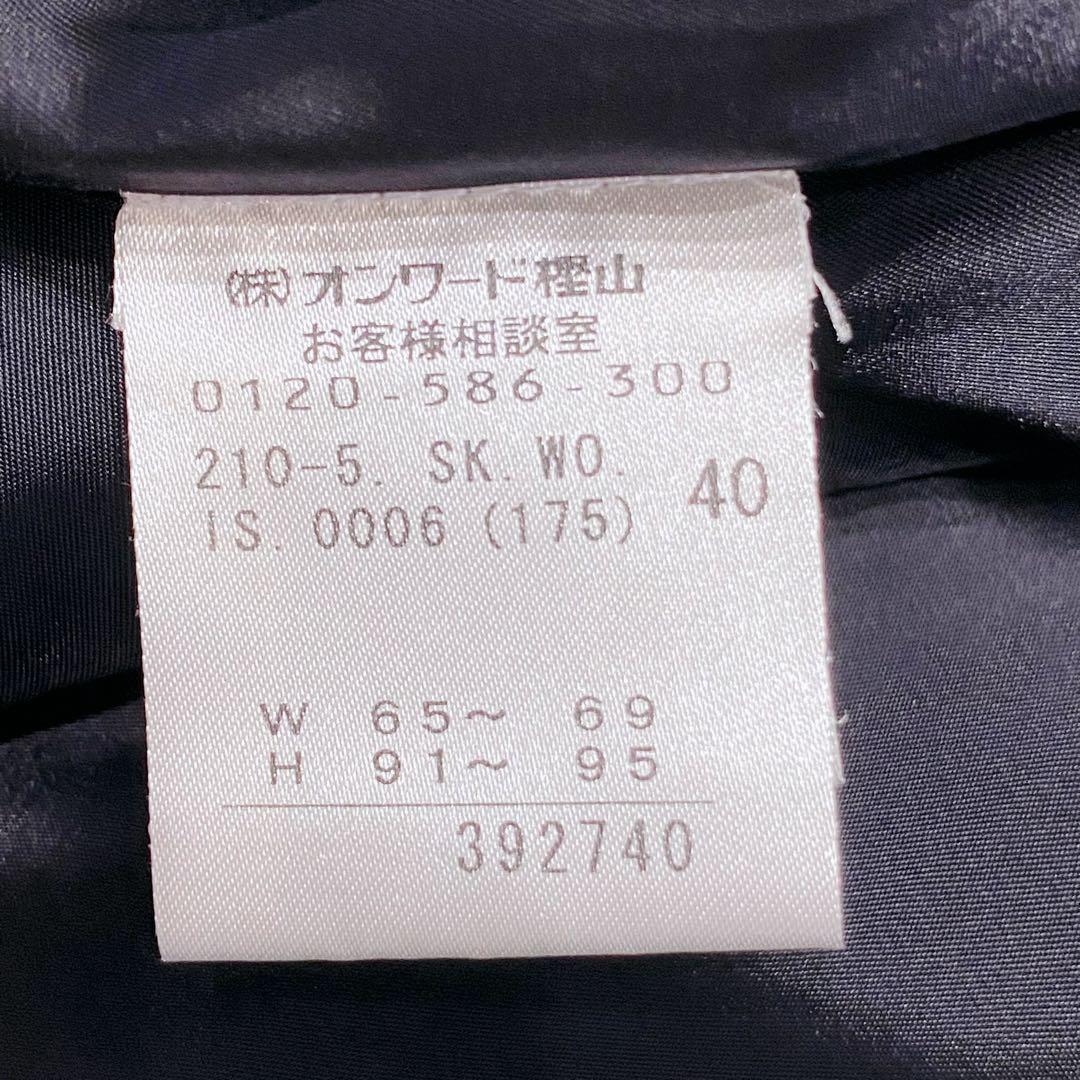 (株)オンワード樫山
お客様相談室
0120-586-300
210-5. SK.WO. 40
IS.0006(175)
W 65～ 69
H 91～ 95
392740